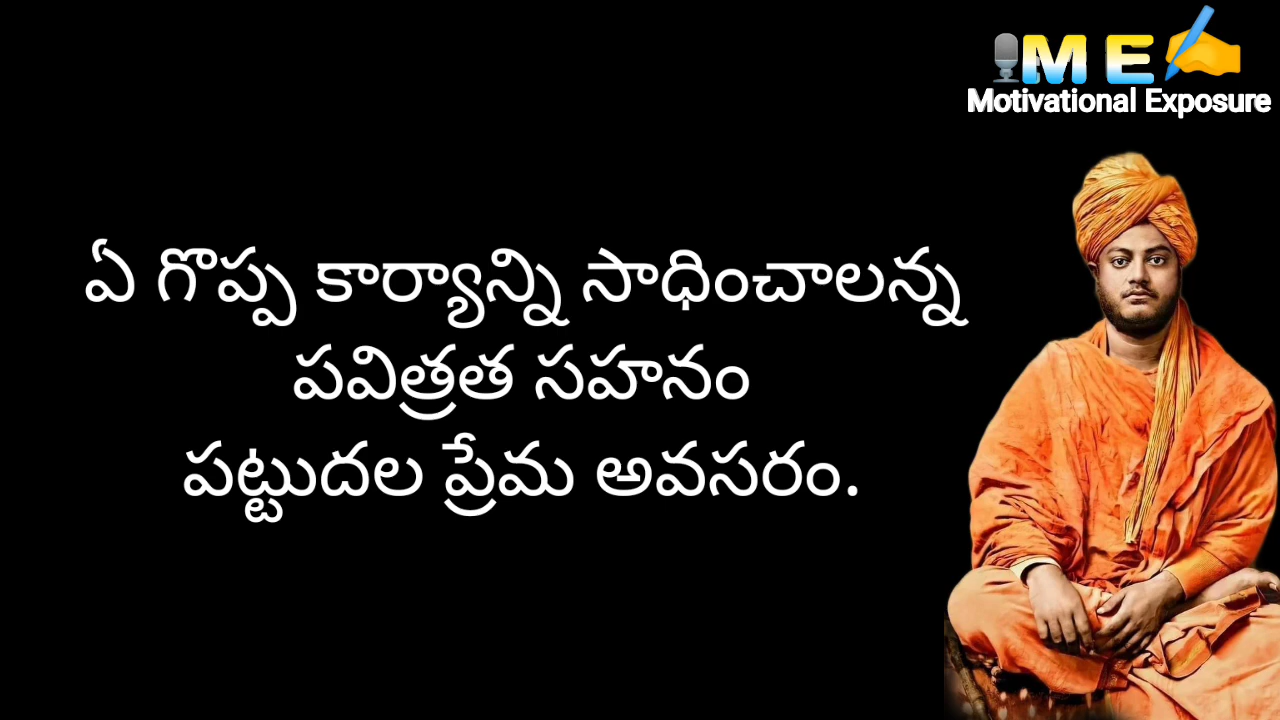 ME
Motivational Exposure
ఏ గొప్ప కార్యాన్ని సాధించాలన్న
పవిత్రత సహనం
పట్టుదల ప్రేమ అవసరం.